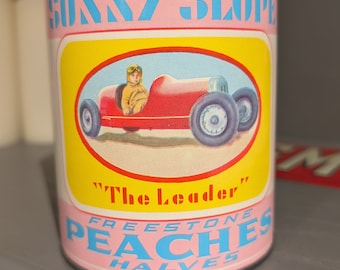 SUNNY SLOPE
"The Leader"
FREESTONE
PEACHES
HALVES